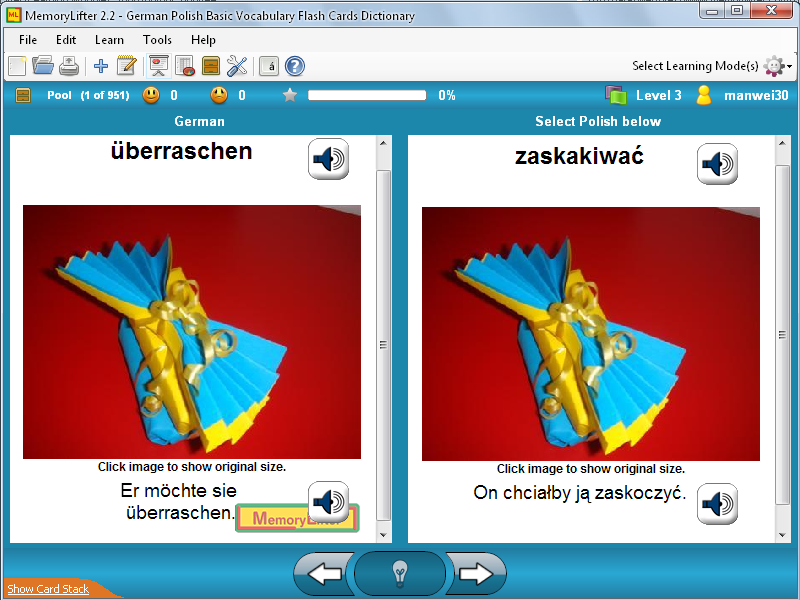 MemoryLifter 2.2 - German Polish Basic Vocabulary Flash Cards Dictionary
File Edit Learn Tools Help
Select Learning Mode(s)
Pool (1 of 951) 0 0 0% Level 3 manwei30
German
Select Polish below
überraschen
zaskakiwać
Click image to show original size.
Click image to show original size.
Er möchte sie
überraschen.
MemoryLifter
On chciałby ją zaskoczyć.
Show Card Stack